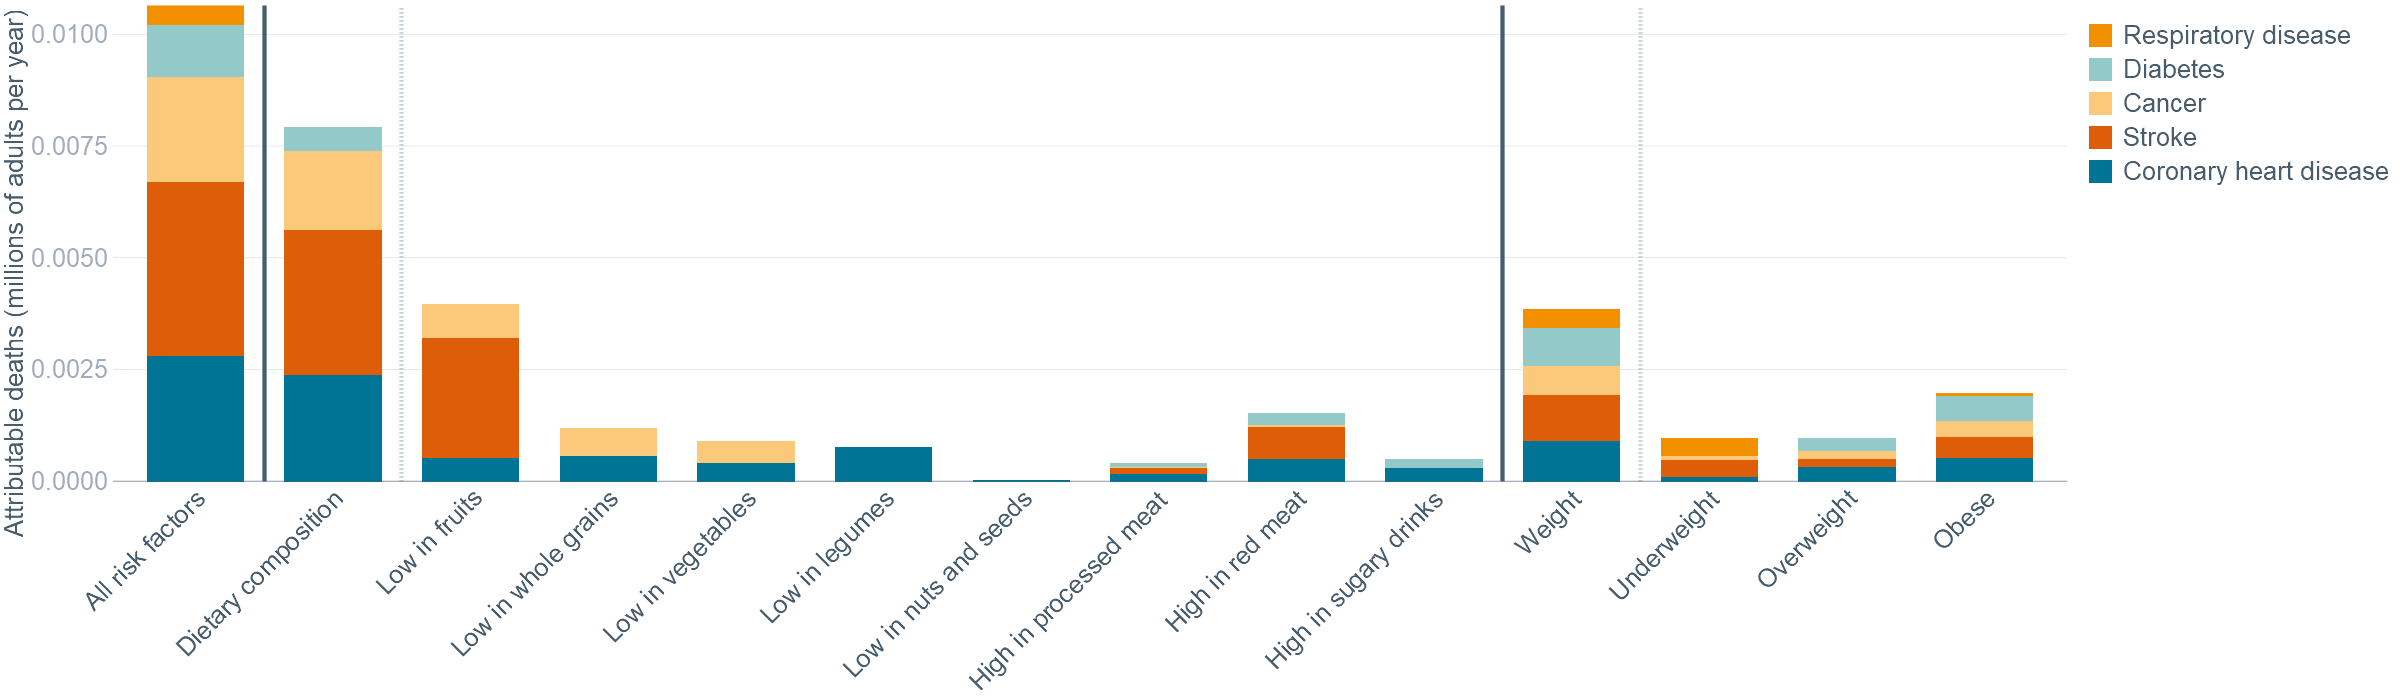 Attributable deaths (millions of adults per year)
0.0100
0.0075
0.0050
0.0025
0.0000
All risk factors
Dietary composition
Low in fruits
Low in whole grains
Low in vegetables
Low in legumes
Low in nuts and seeds
High in processed meat
High in red meat
High in sugary drinks
Weight
Underweight
Overweight
Obese
Respiratory disease
Diabetes
Cancer
Stroke
Coronary heart disease